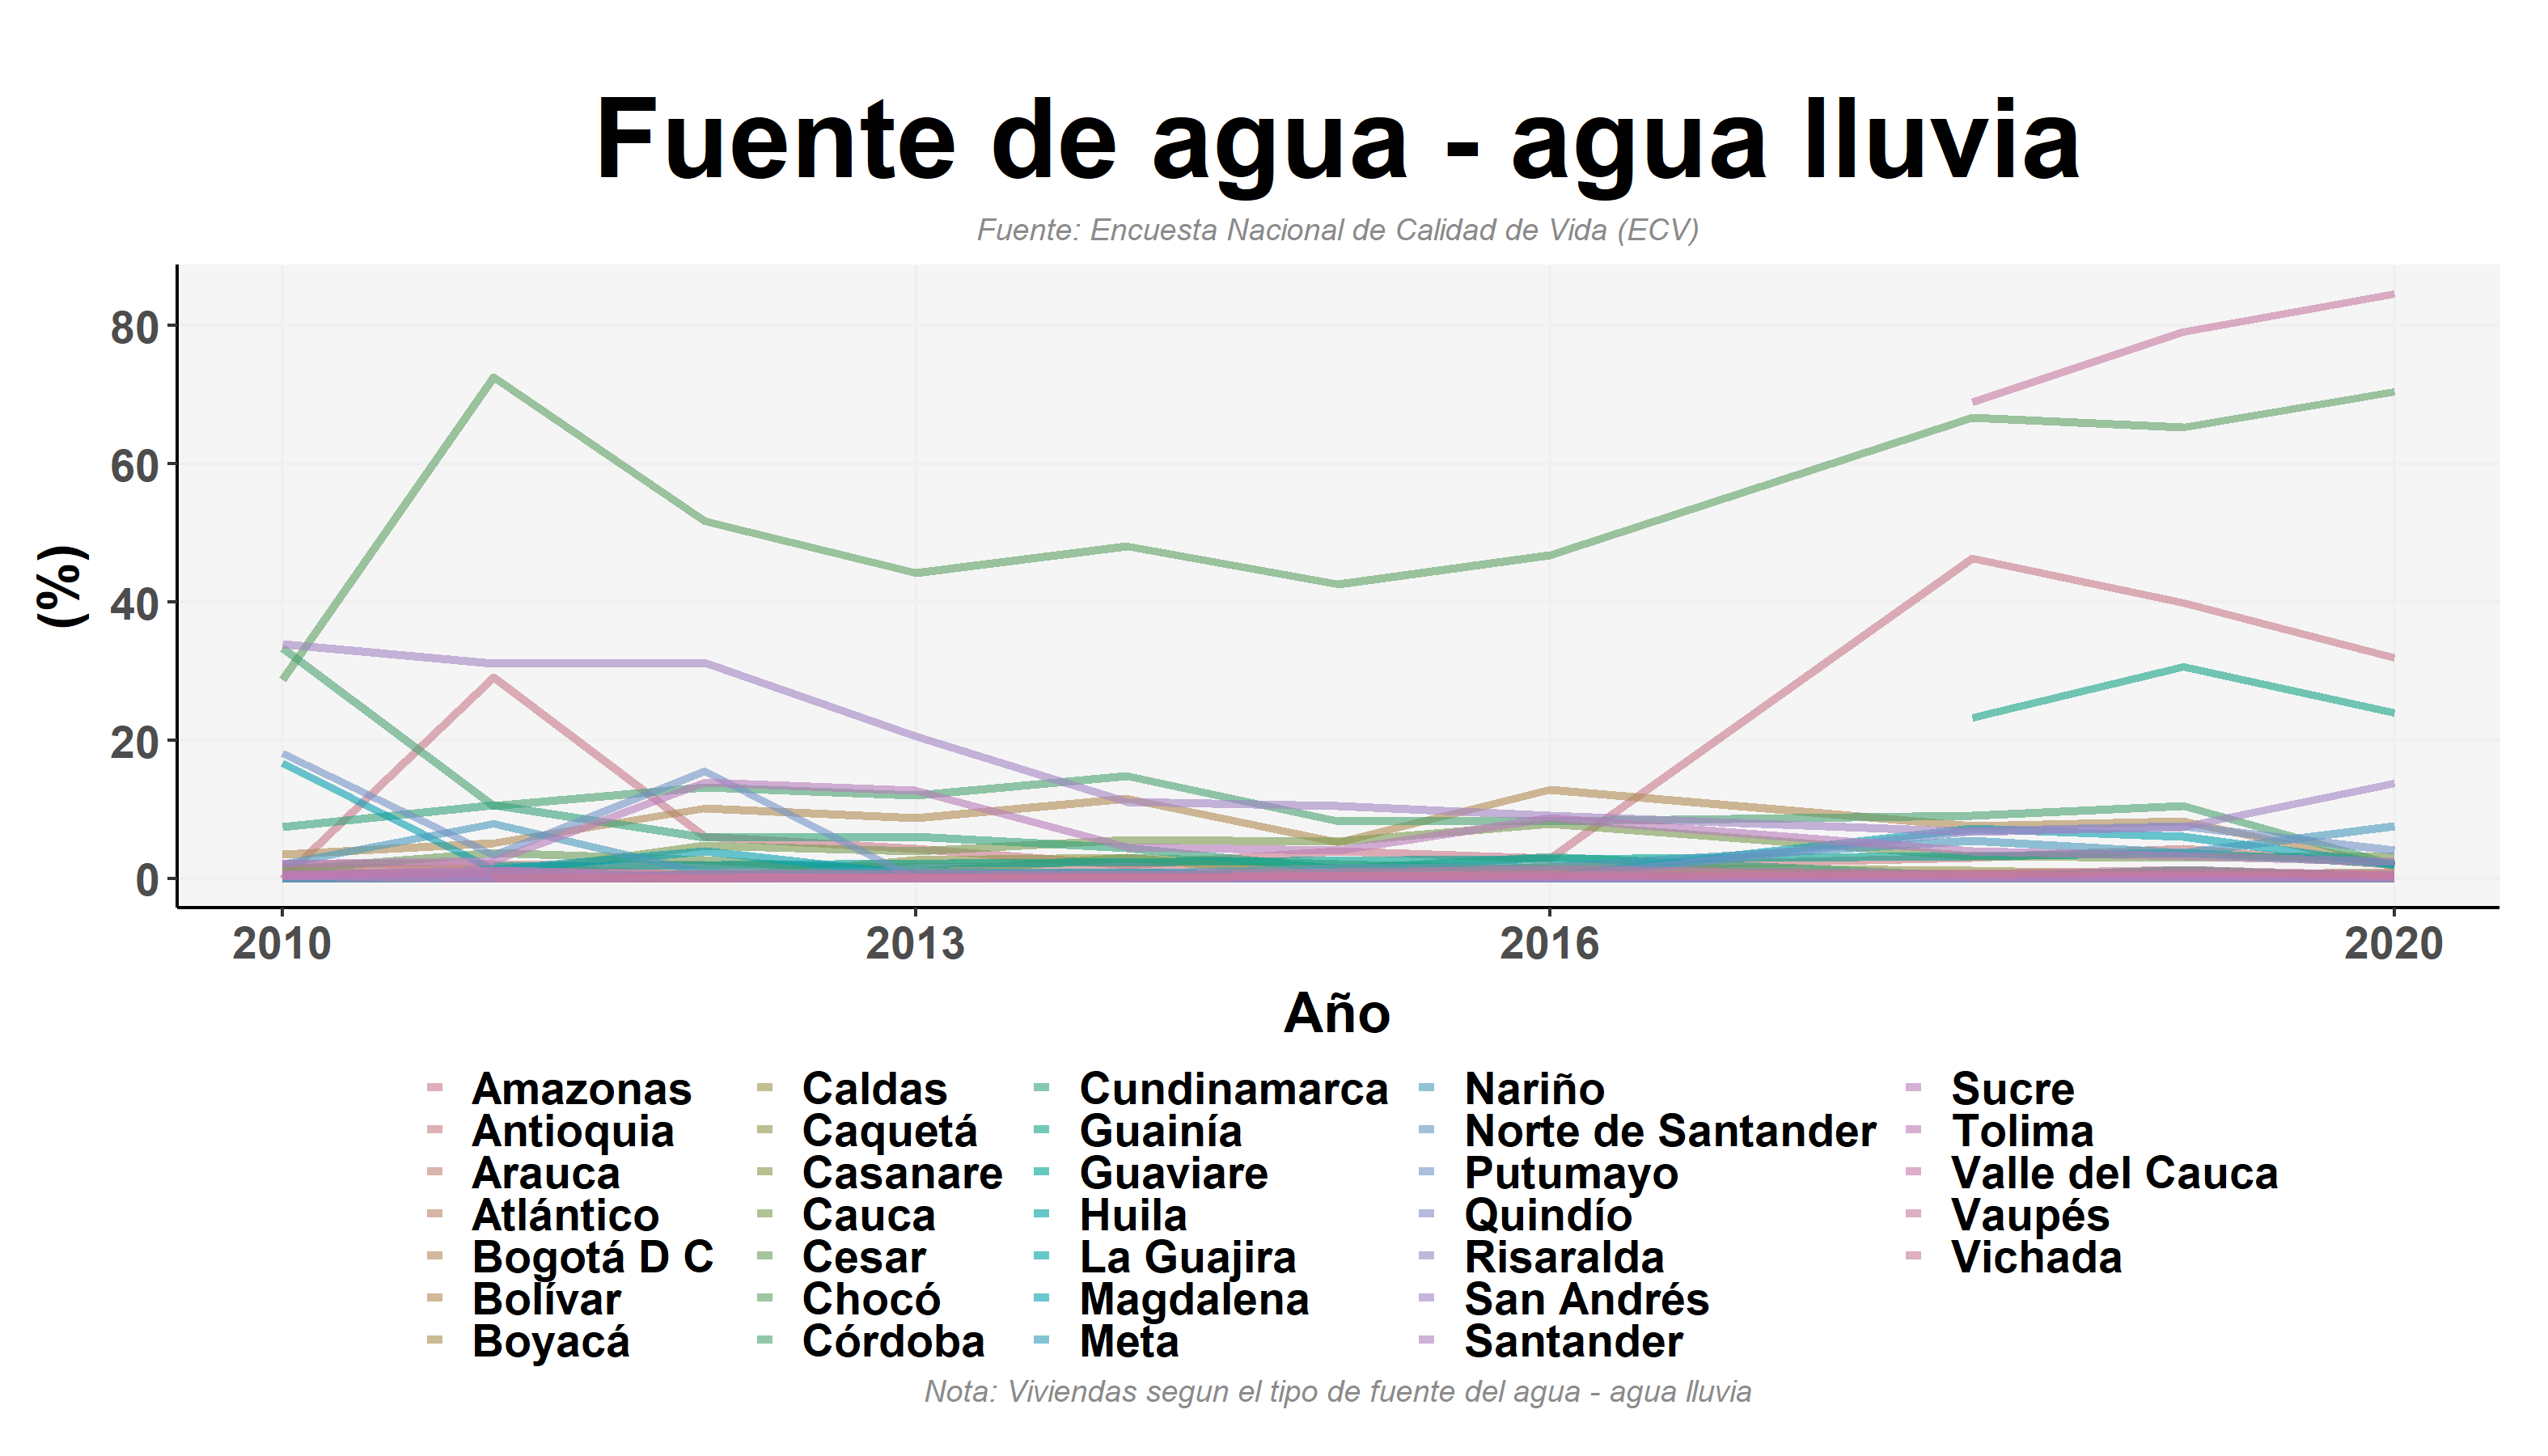 Fuente de agua - agua lluvia
Fuente: Encuesta Nacional de Calidad de Vida (ECV)
(%)
80
60
40
20
0
2010 2013 2016 2020
Año
Amazonas Caldas Cundinamarca Nariño Sucre
Antioquia Caquetá Guainía Norte de Santander Tolima
Arauca Casanare Guaviare Putumayo Valle del Cauca
Atlántico Cauca Huila Quindío Vaupés
Bogotá D C Cesar La Guajira Risaralda Vichada
Bolívar Chocó Magdalena San Andrés
Boyacá Córdoba Meta Santander
Nota: Viviendas segun el tipo de fuente del agua - agua lluvia